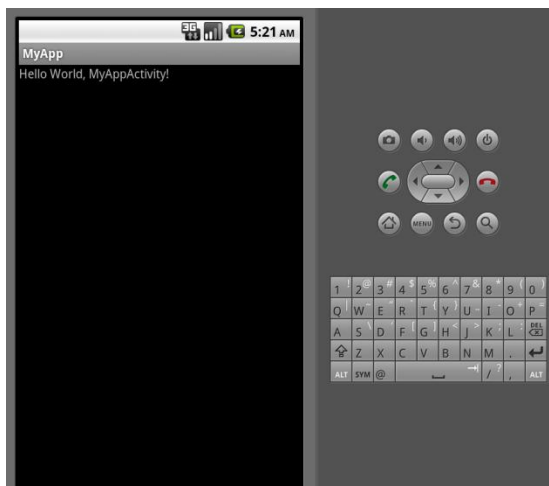 3G 5:21 AM
MyApp
Hello World, MyAppActivity!
MENU
1 ! 2 @ 3 # 4 $ 5 % 6 ^ 7 & 8 * 9 ( 0 )
Q | W ~ E " R ` T { Y } U _ I - O + P =
A S \ D ' F [ G ] H < J > K ; L : DEL
Z X C V B N M .
ALT SYM @ / ? , ALT